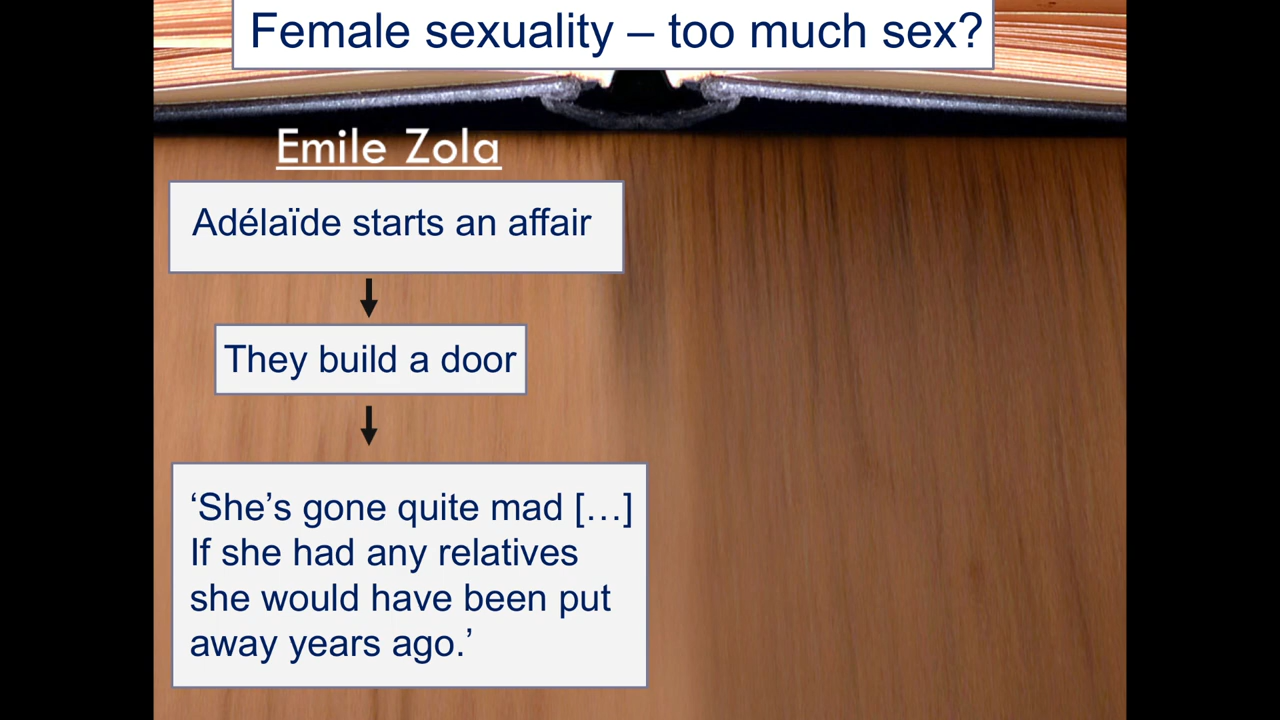 Female sexuality – too much sex?
Emile Zola
Adélaïde starts an affair
They build a door
‘She’s gone quite mad […]
If she had any relatives
she would have been put
away years ago.’